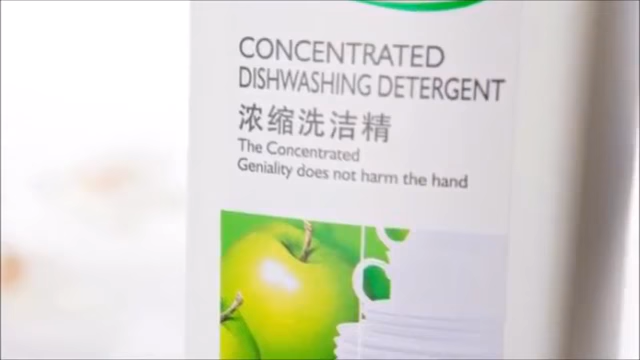 CONCENTRATED
DISHWASHING DETERGENT
浓缩洗洁精
The Concentrated
Geniality does not harm the hand